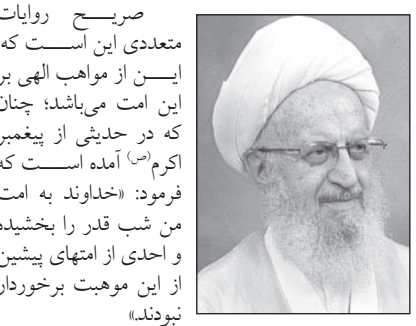 صریح روایات
متعددی این است که
این از مواهب الهی بر
این امت می‌باشد؛ چنان
که در حدیثی از پیغمبر
اکرم(ص) آمده است که
فرمود: «خداوند به امت
من شب قدر را بخشیده
و احدی از امتهای پیشین
از این موهبت برخوردار
نبودند.»